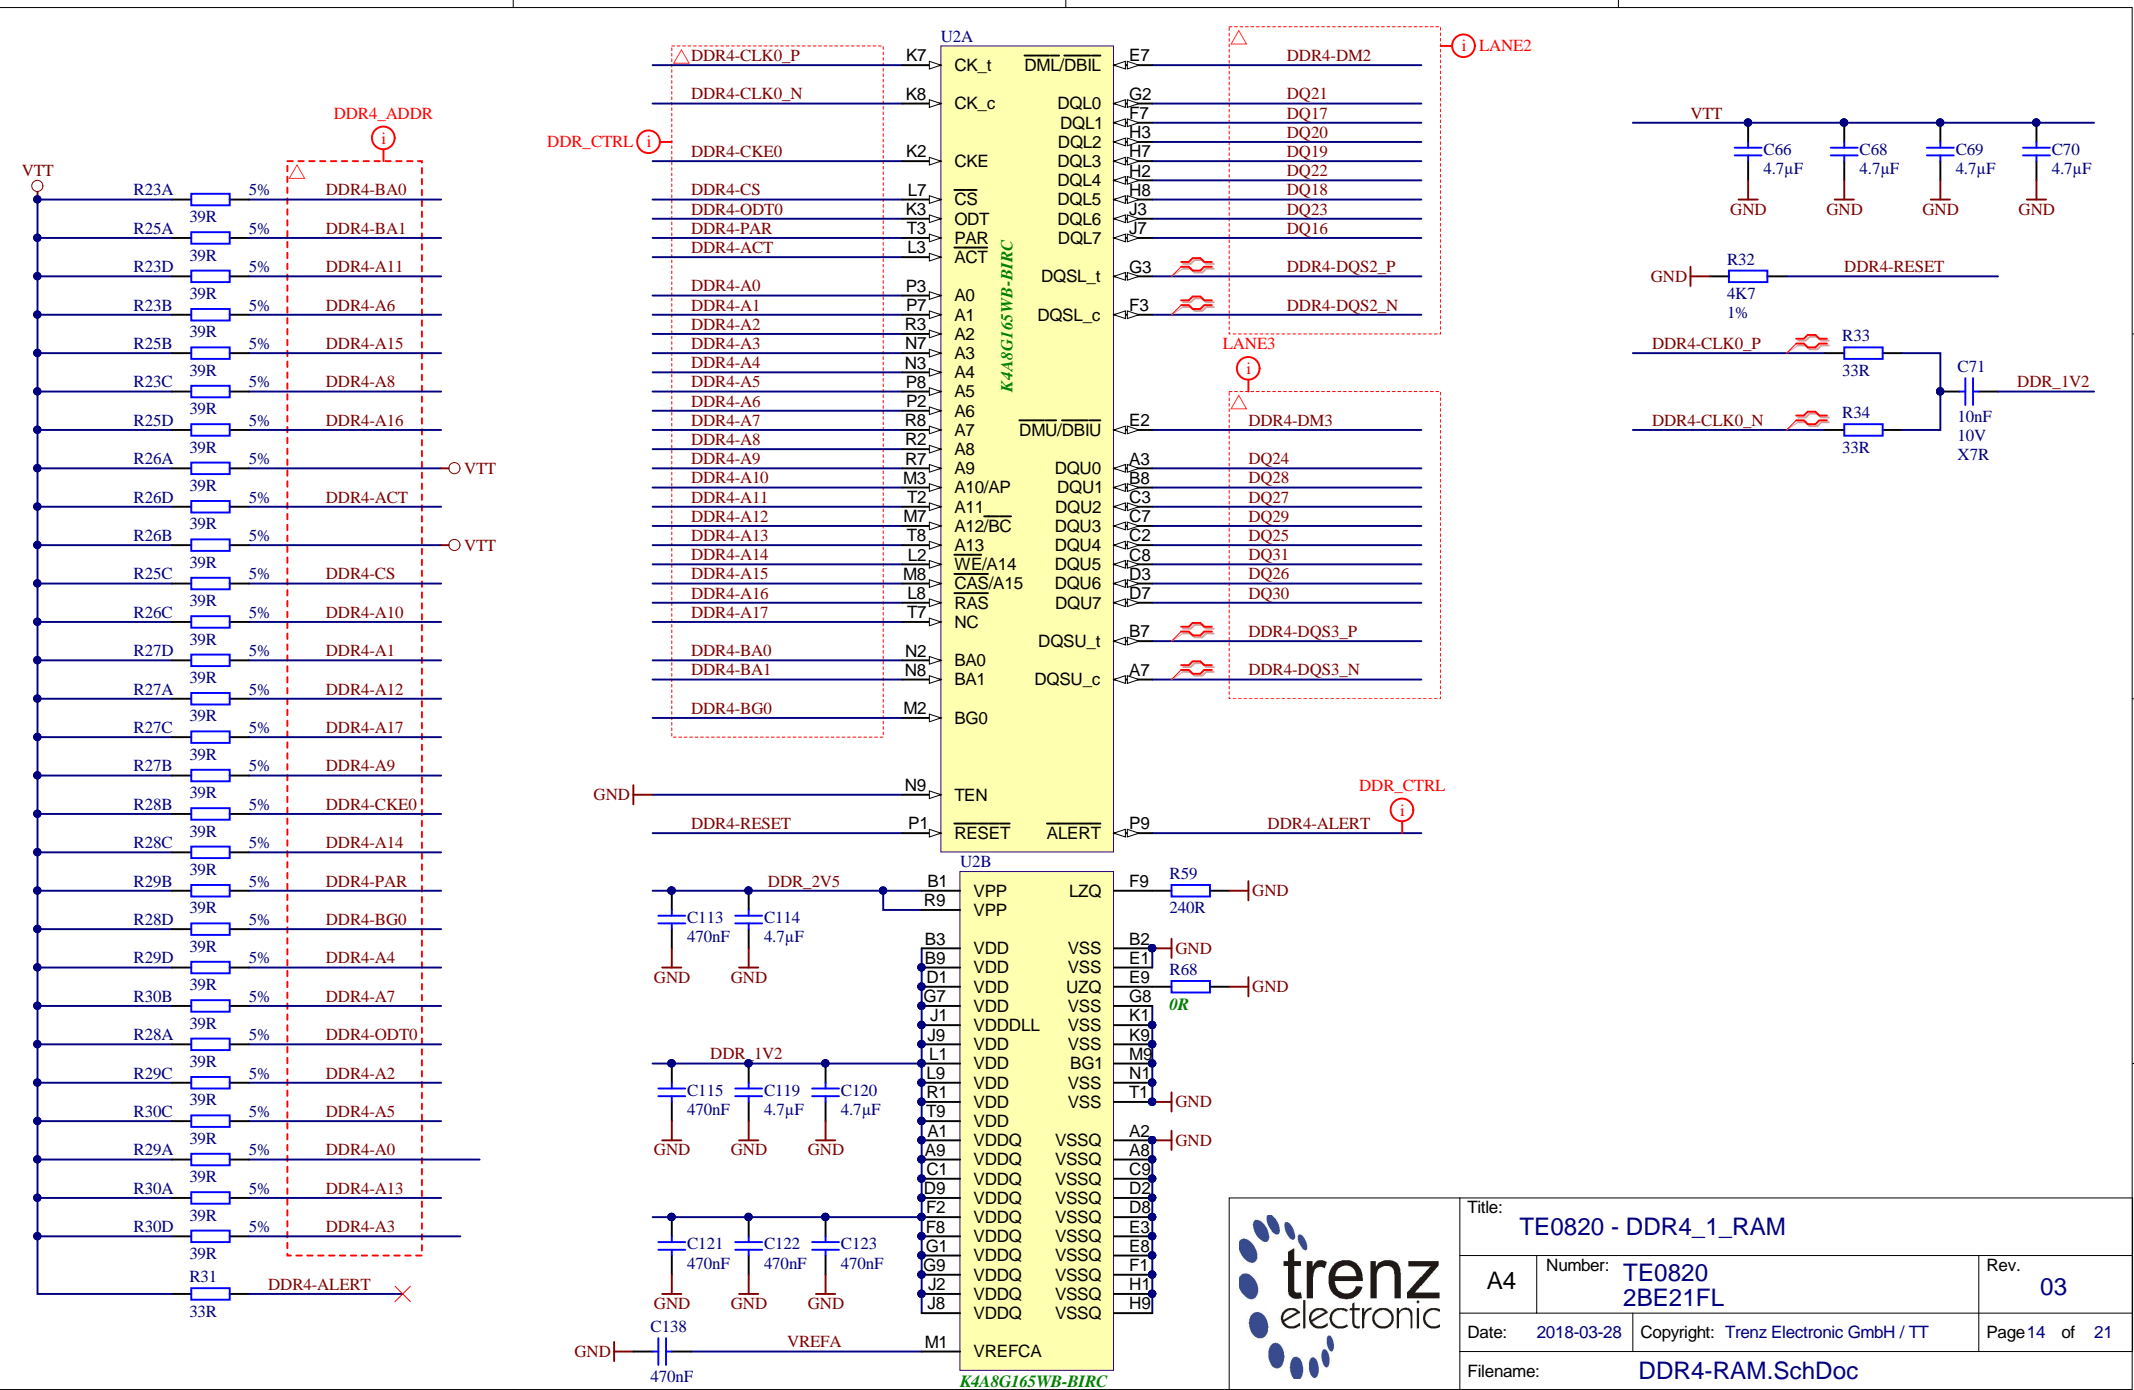 DDR4_ADDR
VTT
R23A 39R 5% DDR4-BA0
R25A 39R 5% DDR4-BA1
R23D 39R 5% DDR4-A11
R23B 39R 5% DDR4-A6
R25B 39R 5% DDR4-A15
R23C 39R 5% DDR4-A8
R25D 39R 5% DDR4-A16
R26A 39R 5% VTT
R26D 39R 5% DDR4-ACT
R26B 39R 5% VTT
R25C 39R 5% DDR4-CS
R26C 39R 5% DDR4-A10
R27D 39R 5% DDR4-A1
R27A 39R 5% DDR4-A12
R27C 39R 5% DDR4-A17
R27B 39R 5% DDR4-A9
R28B 39R 5% DDR4-CKE0
R28C 39R 5% DDR4-A14
R29B 39R 5% DDR4-PAR
R28D 39R 5% DDR4-BG0
R29D 39R 5% DDR4-A4
R30B 39R 5% DDR4-A7
R28A 39R 5% DDR4-ODT0
R29C 39R 5% DDR4-A2
R30C 39R 5% DDR4-A5
R29A 39R 5% DDR4-A0
R30A 39R 5% DDR4-A13
R30D 39R 5% DDR4-A3
R31 33R DDR4-ALERT
U2A
DDR_CTRL
DDR4-CLK0_P K7 CK_t
DDR4-CLK0_N K8 CK_c
DDR4-CKE0 K2 CKE
DDR4-CS L7 CS
DDR4-ODT0 K3 ODT
DDR4-PAR T3 PAR
DDR4-ACT L3 ACT
DDR4-A0 P3 A0
DDR4-A1 P7 A1
DDR4-A2 R3 A2
DDR4-A3 N7 A3
DDR4-A4 N3 A4
DDR4-A5 P8 A5
DDR4-A6 P2 A6
DDR4-A7 R8 A7
DDR4-A8 R2 A8
DDR4-A9 R7 A9
DDR4-A10 M3 A10/AP
DDR4-A11 T2 A11
DDR4-A12 M7 A12/BC
DDR4-A13 T8 A13
DDR4-A14 L2 WE/A14
DDR4-A15 M8 CAS/A15
DDR4-A16 L8 RAS
DDR4-A17 T7 NC
DDR4-BA0 N2 BA0
DDR4-BA1 N8 BA1
DDR4-BG0 M2 BG0
GND N9 TEN
DDR4-RESET P1 RESET
K4A8G165WB-BIRC
LANE2
DML/DBIL E7 DDR4-DM2
DQL0 G2 DQ21
DQL1 F7 DQ17
DQL2 H3 DQ20
DQL3 H7 DQ19
DQL4 H2 DQ22
DQL5 H8 DQ18
DQL6 J3 DQ23
DQL7 J7 DQ16
DQSL_t G3 DDR4-DQS2_P
DQSL_c F3 DDR4-DQS2_N
LANE3
DMU/DBIU E2 DDR4-DM3
DQU0 A3 DQ24
DQU1 B8 DQ28
DQU2 C3 DQ27
DQU3 C7 DQ29
DQU4 C2 DQ25
DQU5 C8 DQ31
DQU6 D3 DQ26
DQU7 D7 DQ30
DQSU_t B7 DDR4-DQS3_P
DQSU_c A7 DDR4-DQS3_N
DDR_CTRL
ALERT P9 DDR4-ALERT
U2B
DDR_2V5 B1 VPP
R9 VPP
C113 470nF GND
C114 4.7µF GND
B3 VDD
B9 VDD
D1 VDD
G7 VDD
J1 VDDDLL
J9 VDD
DDR_1V2 L1 VDD
L9 VDD
R1 VDD
T9 VDD
C115 470nF GND
C119 4.7µF GND
C120 4.7µF GND
A1 VDDQ
A9 VDDQ
C1 VDDQ
D9 VDDQ
F2 VDDQ
F8 VDDQ
G1 VDDQ
G9 VDDQ
J2 VDDQ
J8 VDDQ
C121 470nF GND
C122 470nF GND
C123 470nF GND
GND C138 470nF VREFA M1 VREFCA
K4A8G165WB-BIRC
LZQ F9 R59 240R GND
VSS B2 GND
VSS E1
UZQ E9 R68 0R GND
VSS G8
VSS K1
VSS K9
BG1 M9
VSS N1
VSS T1 GND
VSSQ A2 GND
VSSQ A8
VSSQ C9
VSSQ D2
VSSQ D8
VSSQ E3
VSSQ E8
VSSQ F1
VSSQ H1
VSSQ H9
VTT
C66 4.7µF GND
C68 4.7µF GND
C69 4.7µF GND
C70 4.7µF GND
GND R32 4K7 1% DDR4-RESET
DDR4-CLK0_P R33 33R
DDR4-CLK0_N R34 33R
C71 10nF 10V X7R DDR_1V2
trenz
electronic
Title: TE0820 - DDR4_1_RAM
A4 Number: TE0820
2BE21FL
Rev. 03
Date: 2018-03-28 Copyright: Trenz Electronic GmbH / TT Page 14 of 21
Filename: DDR4-RAM.SchDoc